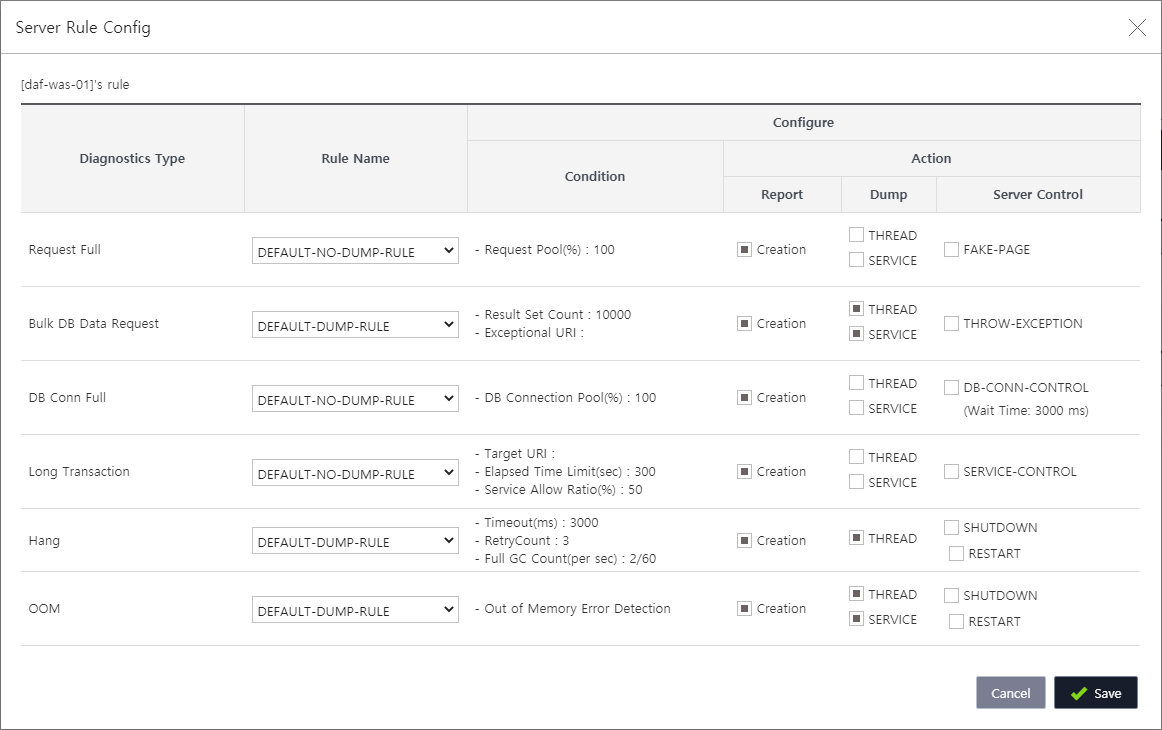 Server Rule Config
[daf-was-01]'s rule
Diagnostics Type
Rule Name
Configure
Condition
Action
Report
Dump
Server Control
Request Full
DEFAULT-NO-DUMP-RULE
- Request Pool(%) : 100
Creation
THREAD
SERVICE
FAKE-PAGE
Bulk DB Data Request
DEFAULT-DUMP-RULE
- Result Set Count : 10000
- Exceptional URI :
Creation
THREAD
SERVICE
THROW-EXCEPTION
DB Conn Full
DEFAULT-NO-DUMP-RULE
- DB Connection Pool(%) : 100
Creation
THREAD
SERVICE
DB-CONN-CONTROL
(Wait Time: 3000 ms)
Long Transaction
DEFAULT-NO-DUMP-RULE
- Target URI :
- Elapsed Time Limit(sec) : 300
- Service Allow Ratio(%) : 50
Creation
THREAD
SERVICE
SERVICE-CONTROL
Hang
DEFAULT-DUMP-RULE
- Timeout(ms) : 3000
- RetryCount : 3
- Full GC Count(per sec) : 2/60
Creation
THREAD
SHUTDOWN
RESTART
OOM
DEFAULT-DUMP-RULE
- Out of Memory Error Detection
Creation
THREAD
SERVICE
SHUTDOWN
RESTART
Cancel
Save